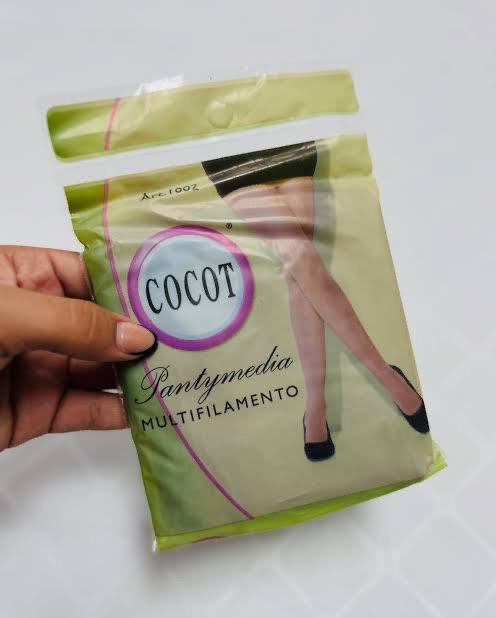 Art. 1002
®
COCOT
Pantymedia
MULTIFILAMENTO